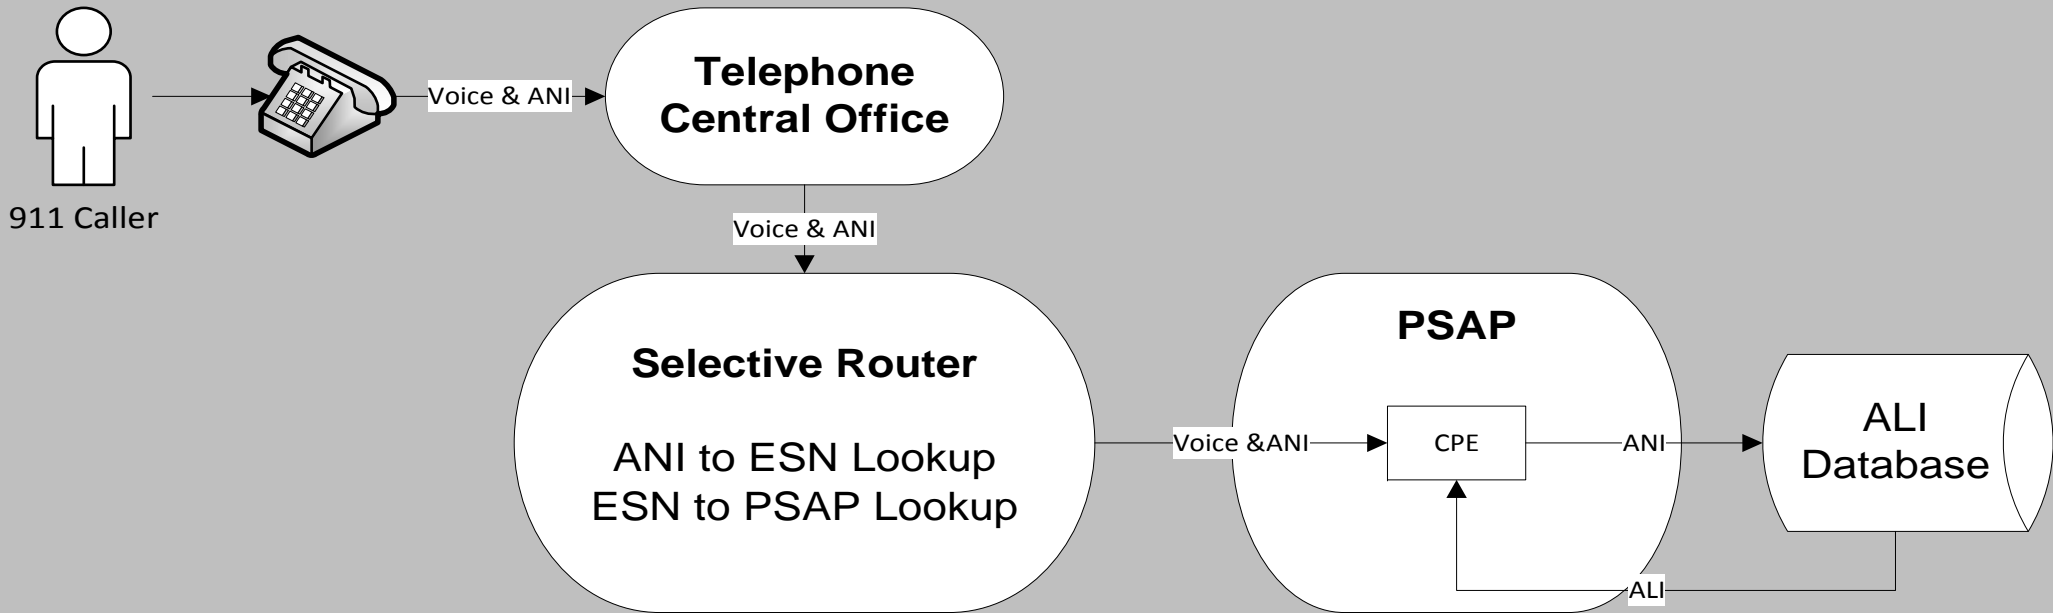 911 Caller
Voice & ANI
Telephone
Central Office
Voice & ANI
Selective Router
ANI to ESN Lookup
ESN to PSAP Lookup
Voice &ANI
PSAP
CPE
ANI
ALI
Database
ALI